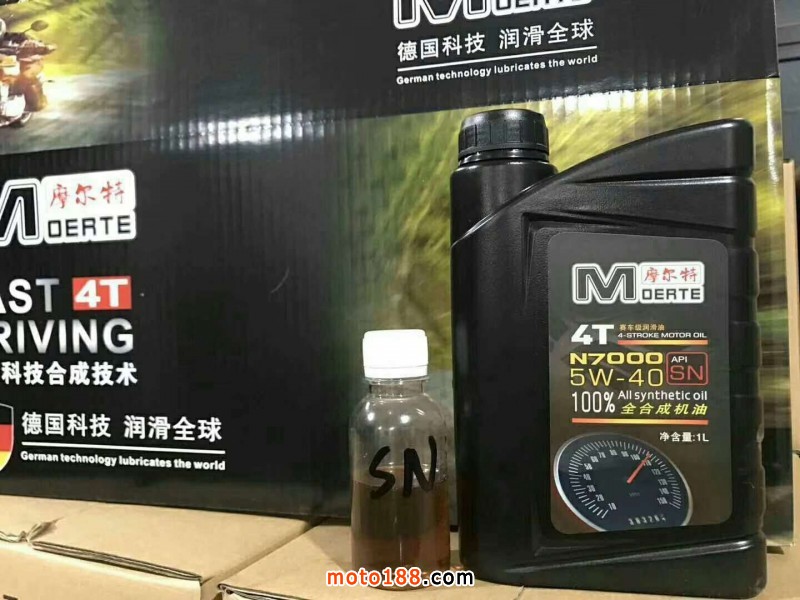 MOERTE
德国科技 润滑全球
German technology lubricates the world
摩尔特
MOERTE
4T
RIVING
科技合成技术
德国科技 润滑全球
German technology lubricates the world
SN
MOERTE
摩尔特
4T
赛车级润滑油
4-STROKE MOTOR OIL
N7000
5W-40
API
SN
100%
All synthetic oil
全合成机油
净含量:1L
moto188.com